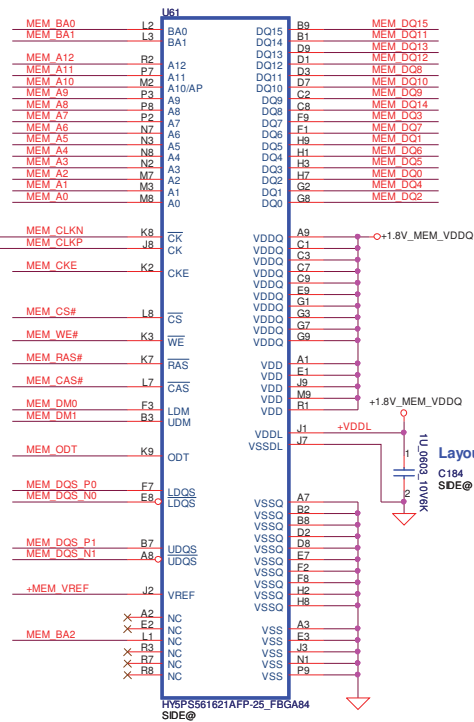 U61
MEM_BA0 L2 BA0 DQ15 B9 MEM_DQ15
MEM_BA1 L3 BA1 DQ14 B1 MEM_DQ11
DQ13 D9 MEM_DQ13
MEM_A12 R2 A12 DQ12 D1 MEM_DQ12
MEM_A11 P7 A11 DQ11 D3 MEM_DQ8
MEM_A10 M2 A10/AP DQ10 D7 MEM_DQ10
MEM_A9 P3 A9 DQ9 C2 MEM_DQ9
MEM_A8 P8 A8 DQ8 C8 MEM_DQ14
MEM_A7 P2 A7 DQ7 F9 MEM_DQ3
MEM_A6 N7 A6 DQ6 F1 MEM_DQ7
MEM_A5 N3 A5 DQ5 H9 MEM_DQ1
MEM_A4 N8 A4 DQ4 H1 MEM_DQ6
MEM_A3 N2 A3 DQ3 H3 MEM_DQ5
MEM_A2 M7 A2 DQ2 H7 MEM_DQ0
MEM_A1 M3 A1 DQ1 G2 MEM_DQ4
MEM_A0 M8 A0 DQ0 G8 MEM_DQ2
MEM_CLKN K8 CK VDDQ A9 +1.8V_MEM_VDDQ
MEM_CLKP J8 CK VDDQ C1
VDDQ C3
MEM_CKE K2 CKE VDDQ C7
VDDQ C9
VDDQ E9
VDDQ G1
MEM_CS# L8 CS VDDQ G3
VDDQ G7
MEM_WE# K3 WE VDDQ G9
MEM_RAS# K7 RAS VDD A1
VDD E1
MEM_CAS# L7 CAS VDD J9
VDD M9
MEM_DM0 F3 LDM VDD R1 +1.8V_MEM_VDDQ
MEM_DM1 B3 UDM
VDDL J1 +VDDL
VSSDL J7
MEM_ODT K9 ODT
1 Layou
1U_0603_10V6K
C184
SIDE@
2
MEM_DQS_P0 F7 LDQS VSSQ A7
MEM_DQS_N0 E8 LDQS VSSQ B2
VSSQ B8
VSSQ D2
MEM_DQS_P1 B7 UDQS VSSQ D8
MEM_DQS_N1 A8 UDQS VSSQ E7
VSSQ F2
VSSQ F8
+MEM_VREF J2 VREF VSSQ H2
VSSQ H8
A2 NC
E2 NC VSS A3
MEM_BA2 L1 NC VSS E3
R3 NC VSS J3
R7 NC VSS N1
R8 NC VSS P9
HY5PS561621AFP-25_FBGA84
SIDE@